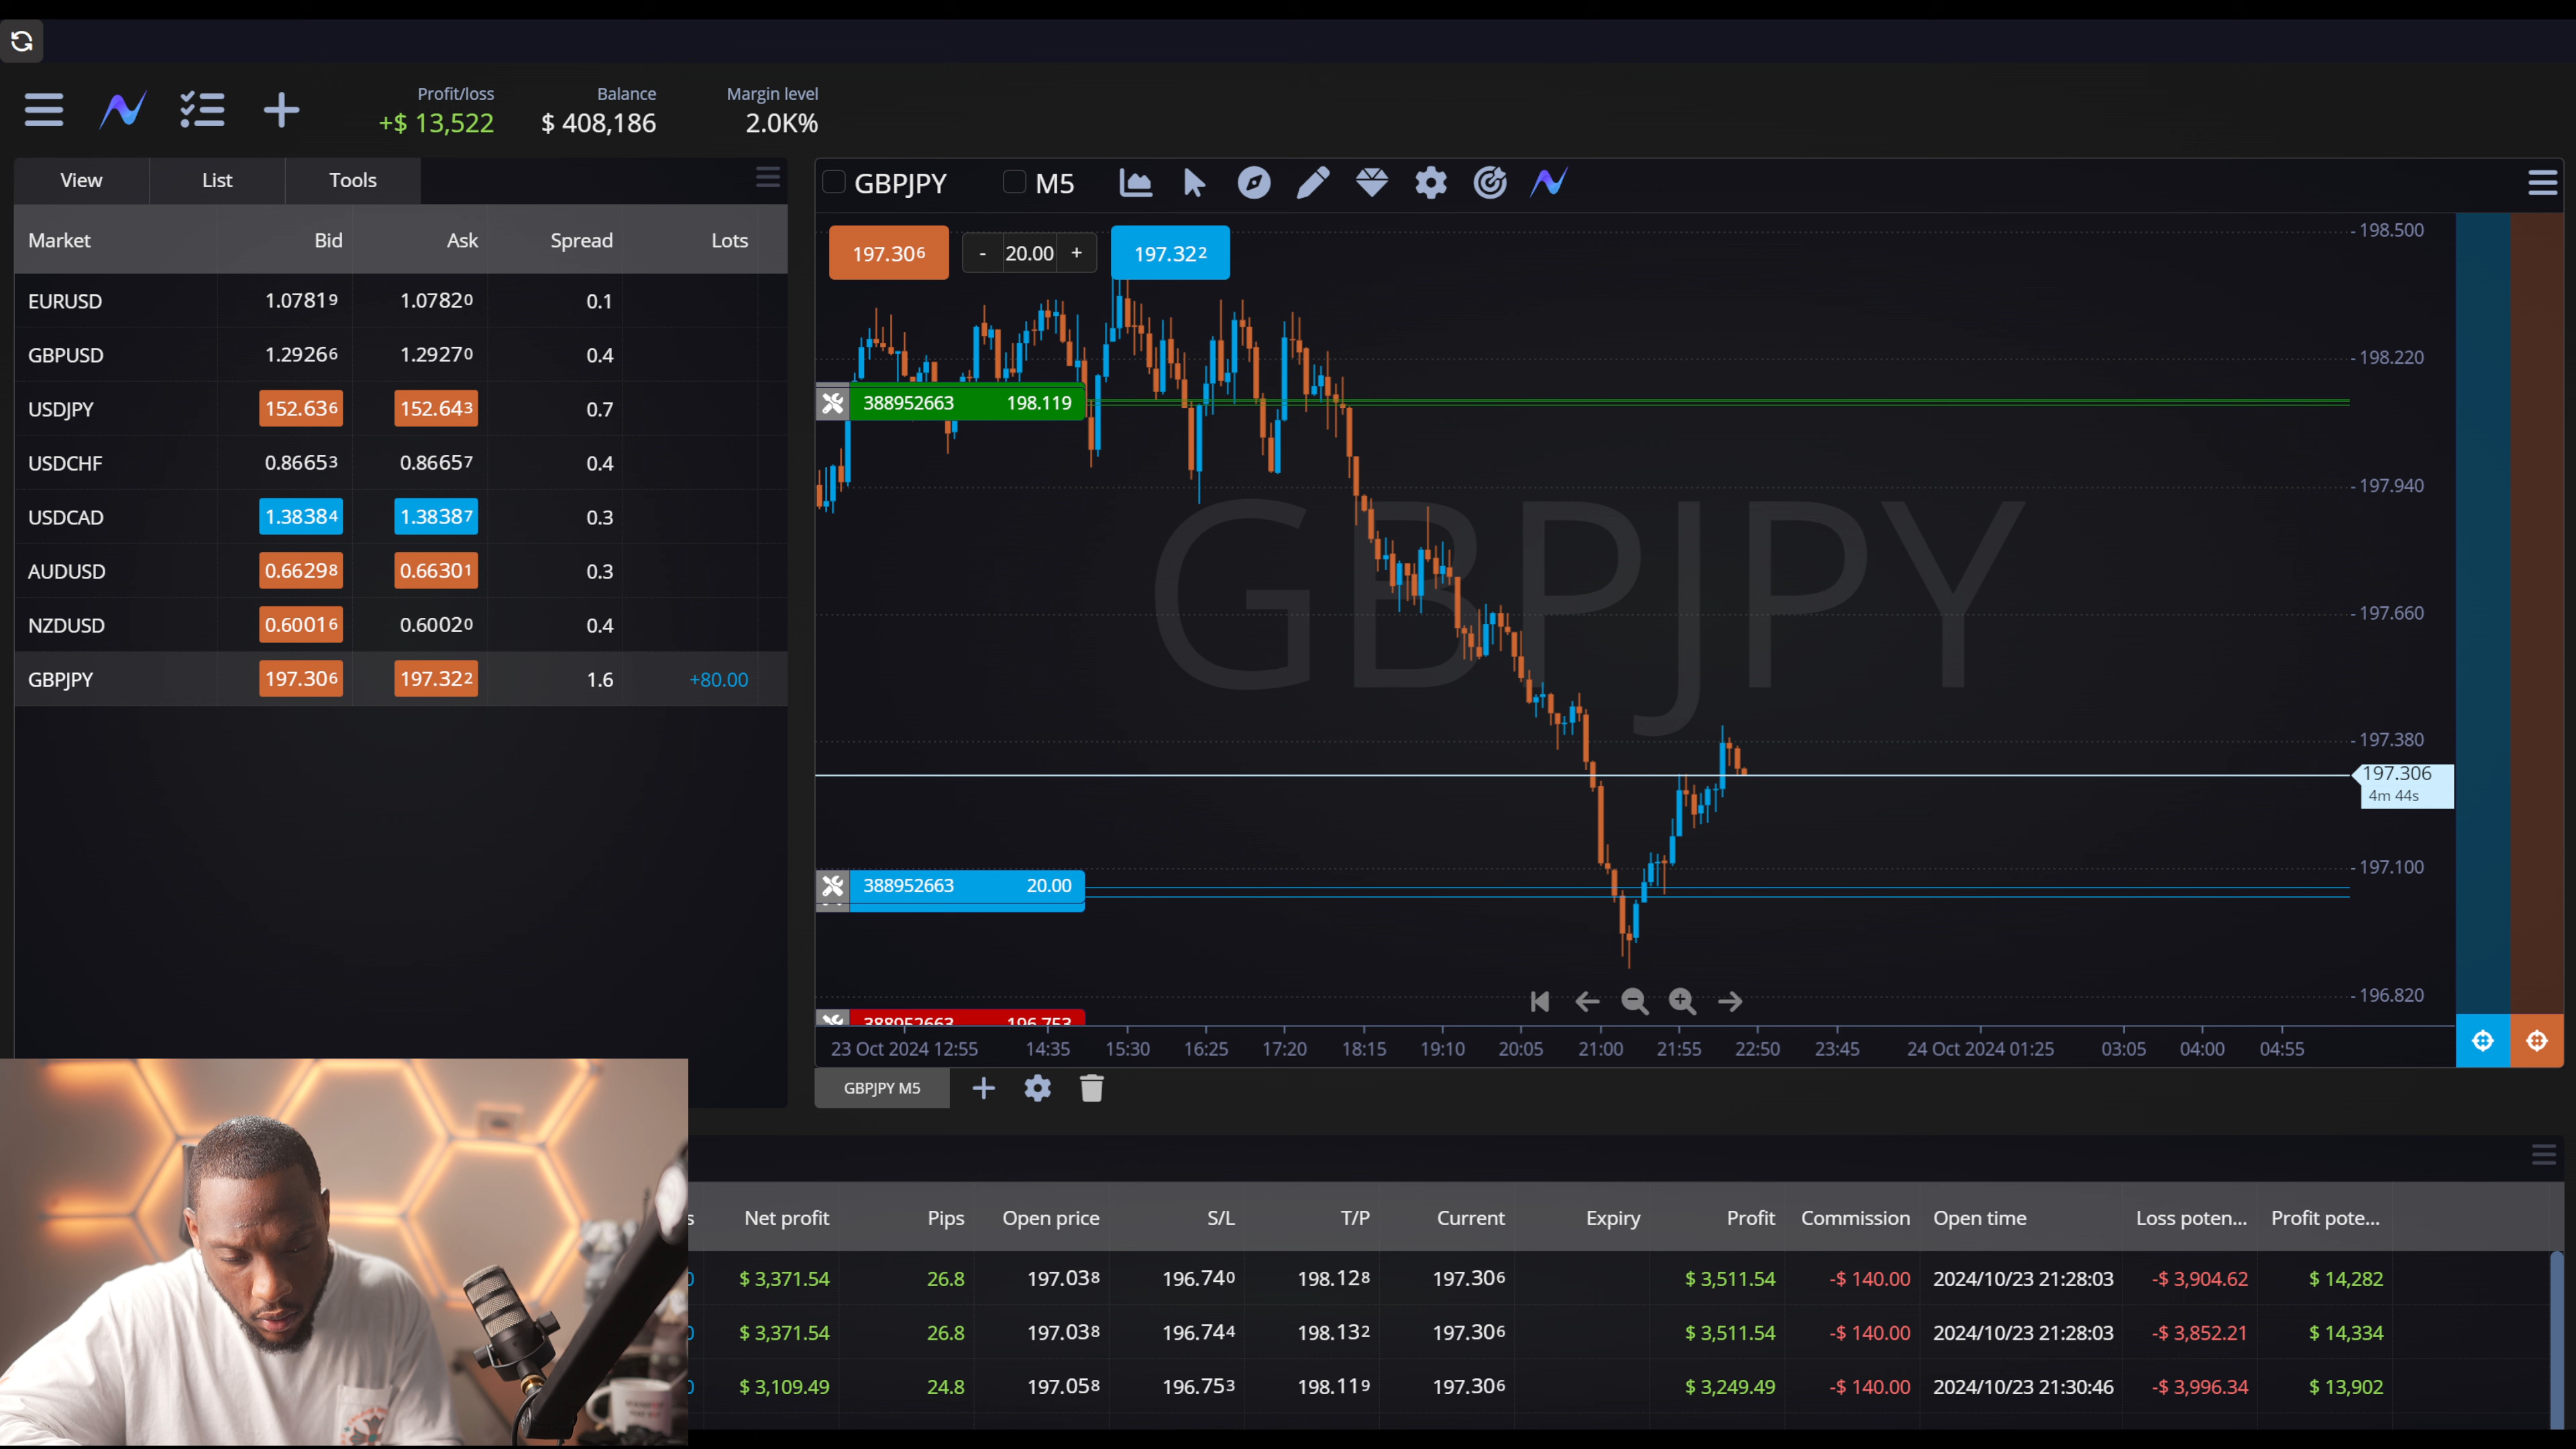 Profit/loss Balance Margin level
+$ 13,522 $ 408,186 2.0K%
View List Tools
Market Bid Ask Spread Lots
EURUSD 1.07819 1.07820 0.1
GBPUSD 1.29266 1.29270 0.4
USDJPY 152.636 152.643 0.7
USDCHF 0.86653 0.86657 0.4
USDCAD 1.38384 1.38387 0.3
AUDUSD 0.66298 0.66301 0.3
NZDUSD 0.60016 0.60020 0.4
GBPJPY 197.306 197.322 1.6 +80.00
GBPJPY M5
197.306 - 20.00 + 197.322
GBPJPY
198.500
198.220
388952663 198.119
197.940
197.660
197.380
197.306
4m 44s
197.100
388952663 20.00
196.820
388952663 196.753
23 Oct 2024 12:55 14:35 15:30 16:25 17:20 18:15 19:10 20:05 21:00 21:55 22:50 23:45 24 Oct 2024 01:25 03:05 04:00 04:55
GBPJPY M5
s Net profit Pips Open price S/L T/P Current Expiry Profit Commission Open time Loss poten... Profit pote...
0 $ 3,371.54 26.8 197.038 196.740 198.128 197.306 $ 3,511.54 -$ 140.00 2024/10/23 21:28:03 -$ 3,904.62 $ 14,282
0 $ 3,371.54 26.8 197.038 196.744 198.132 197.306 $ 3,511.54 -$ 140.00 2024/10/23 21:28:03 -$ 3,852.21 $ 14,334
0 $ 3,109.49 24.8 197.058 196.753 198.119 197.306 $ 3,249.49 -$ 140.00 2024/10/23 21:30:46 -$ 3,996.34 $ 13,902